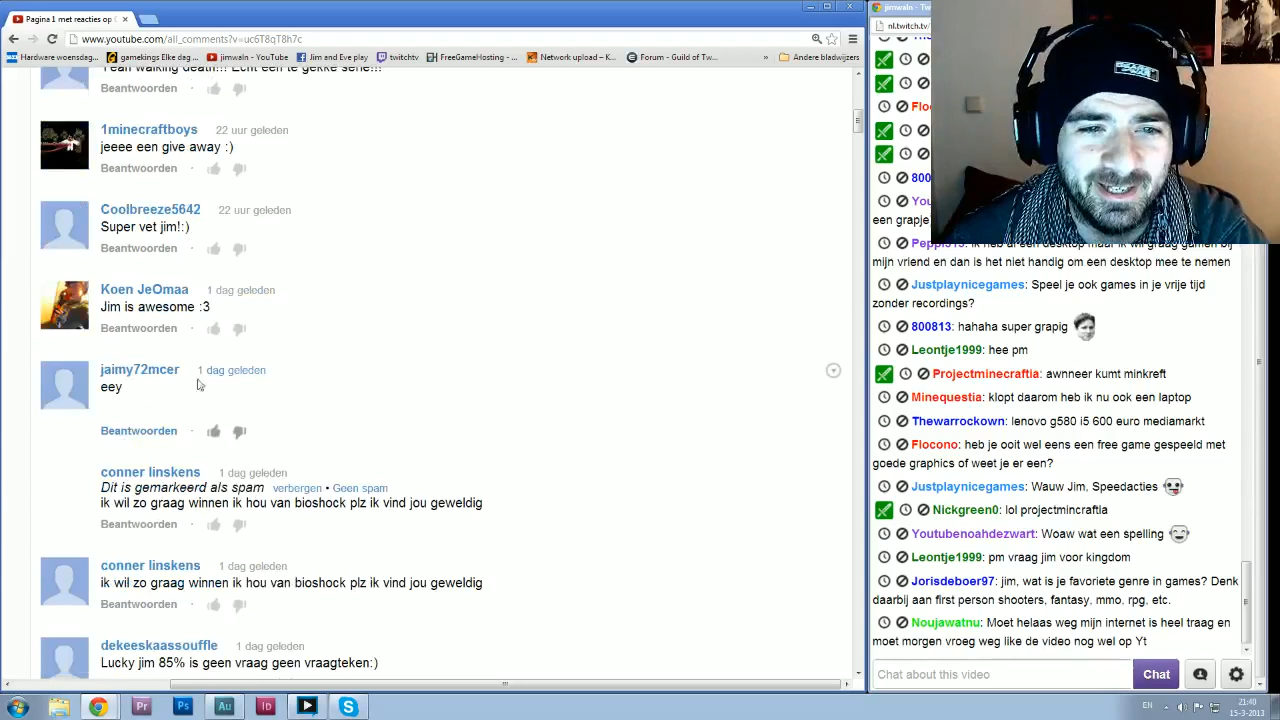 Pagina 1 met reacties op
www.youtube.com/all_comments?v=uc6T8qT8h7c
Hardware woensdag...
gamekings Elke da...
jimwaln - YouTube
Jim and Eve play
twitchtv
FreeGameHosting - ...
Network upload – K...
Forum - Guild of Tw...
»
Andere bladwijzers
Beantwoorden
1minecraftboys 22 uur geleden
jeeee een give away :)
Beantwoorden
Coolbreeze5642 22 uur geleden
Super vet jim!:)
Beantwoorden
Koen JeOmaa 1 dag geleden
Jim is awesome :3
Beantwoorden
jaimy72mcer 1 dag geleden
eey
Beantwoorden
conner linskens 1 dag geleden
Dit is gemarkeerd als spam verbergen • Geen spam
ik wil zo graag winnen ik hou van bioshock plz ik vind jou geweldig
Beantwoorden
conner linskens 1 dag geleden
ik wil zo graag winnen ik hou van bioshock plz ik vind jou geweldig
Beantwoorden
dekeeskaassouffle 1 dag geleden
Lucky jim 85% is geen vraag geen vraagteken:)
jimwaln - Tw
nl.twitch.tv/
Floc
800
You
een grapje
mijn vriend en dan is het niet handig om een desktop mee te nemen
Justplaynicegames: Speel je ook games in je vrije tijd
zonder recordings?
800813: hahaha super grapig
Leontje1999: hee pm
Projectminecraftia: awnneer kumt minkreft
Minequestia: klopt daarom heb ik nu ook een laptop
Thewarrockown: lenovo g580 i5 600 euro mediamarkt
Flocono: heb je ooit wel eens een free game gespeeld met
goede graphics of weet je er een?
Justplaynicegames: Wauw Jim, Speedacties
Nickgreen0: lol projectmincraftia
Youtubenoahdezwart: Woaw wat een spelling
Leontje1999: pm vraag jim voor kingdom
Jorisdeboer97: jim, wat is je favoriete genre in games? Denk
daarbij aan first person shooters, fantasy, mmo, rpg, etc.
Noujawatnu: Moet helaas weg mijn internet is heel traag en
moet morgen vroeg weg like de video nog wel op Yt
Chat about this video
Chat
Pr
Ps
Au
Id
EN
21:40
15-3-2013